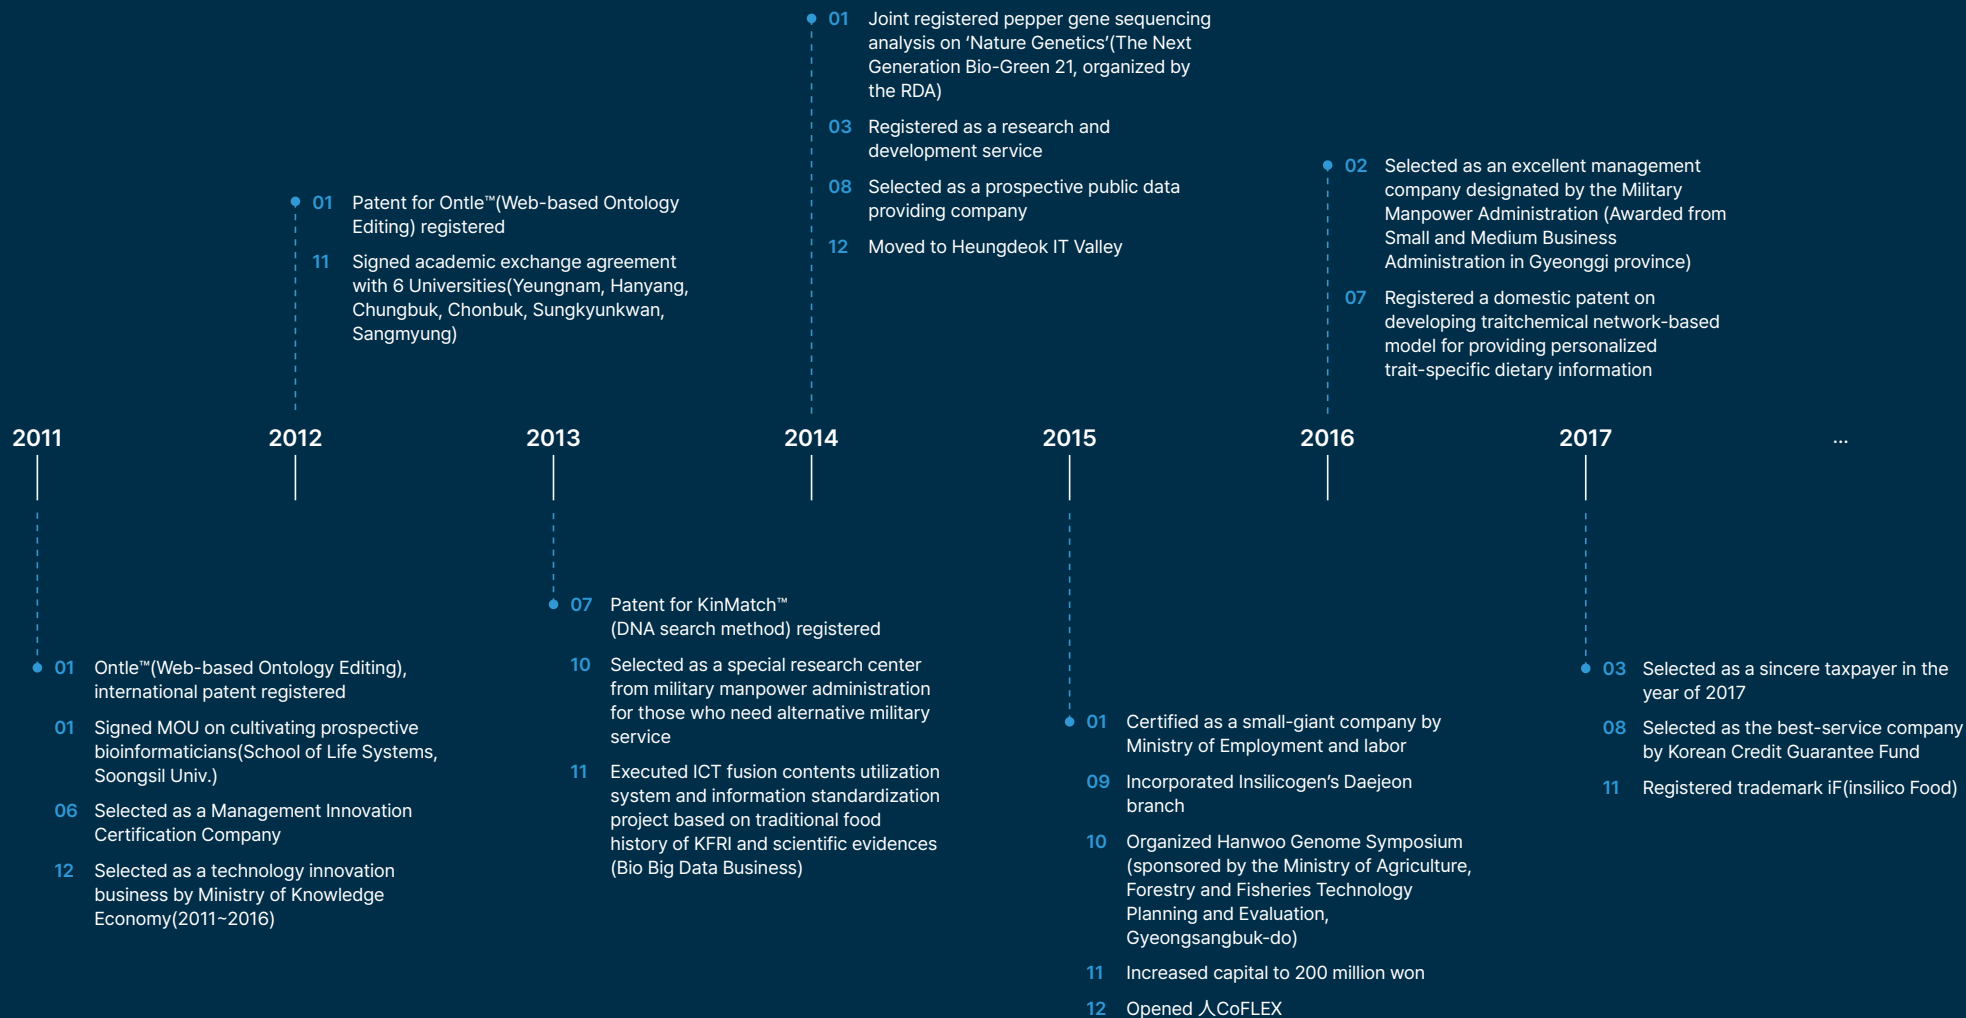 01 Joint registered pepper gene sequencing
analysis on ‘Nature Genetics’(The Next
Generation Bio-Green 21, organized by
the RDA)
03 Registered as a research and
development service
08 Selected as a prospective public data
providing company
12 Moved to Heungdeok IT Valley
01 Patent for Ontle™(Web-based Ontology
Editing) registered
11 Signed academic exchange agreement
with 6 Universities(Yeungnam, Hanyang,
Chungbuk, Chonbuk, Sungkyunkwan,
Sangmyung)
02 Selected as an excellent management
company designated by the Military
Manpower Administration (Awarded from
Small and Medium Business
Administration in Gyeonggi province)
07 Registered a domestic patent on
developing traitchemical network-based
model for providing personalized
trait-specific dietary information
2011 2012 2013 2014 2015 2016 2017 ...
01 Ontle™(Web-based Ontology Editing),
international patent registered
01 Signed MOU on cultivating prospective
bioinformaticians(School of Life Systems,
Soongsil Univ.)
06 Selected as a Management Innovation
Certification Company
12 Selected as a technology innovation
business by Ministry of Knowledge
Economy(2011~2016)
07 Patent for KinMatch™
(DNA search method) registered
10 Selected as a special research center
from military manpower administration
for those who need alternative military
service
11 Executed ICT fusion contents utilization
system and information standardization
project based on traditional food
history of KFRI and scientific evidences
(Bio Big Data Business)
01 Certified as a small-giant company by
Ministry of Employment and labor
09 Incorporated Insilicogen’s Daejeon
branch
10 Organized Hanwoo Genome Symposium
(sponsored by the Ministry of Agriculture,
Forestry and Fisheries Technology
Planning and Evaluation,
Gyeongsangbuk-do)
11 Increased capital to 200 million won
12 Opened 人CoFLEX
03 Selected as a sincere taxpayer in the
year of 2017
08 Selected as the best-service company
by Korean Credit Guarantee Fund
11 Registered trademark iF(insilico Food)